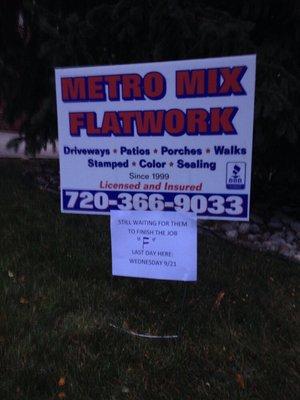 METRO MIX
FLATWORK
Driveways * Patios * Porches * Walks
Stamped * Color * Sealing
Since 1999
Licensed and Insured
BBB
720-366-9033
STILL WAITING FOR THEM
TO FINISH THE JOB
"F"
LAST DAY HERE:
WEDNESDAY 9/21